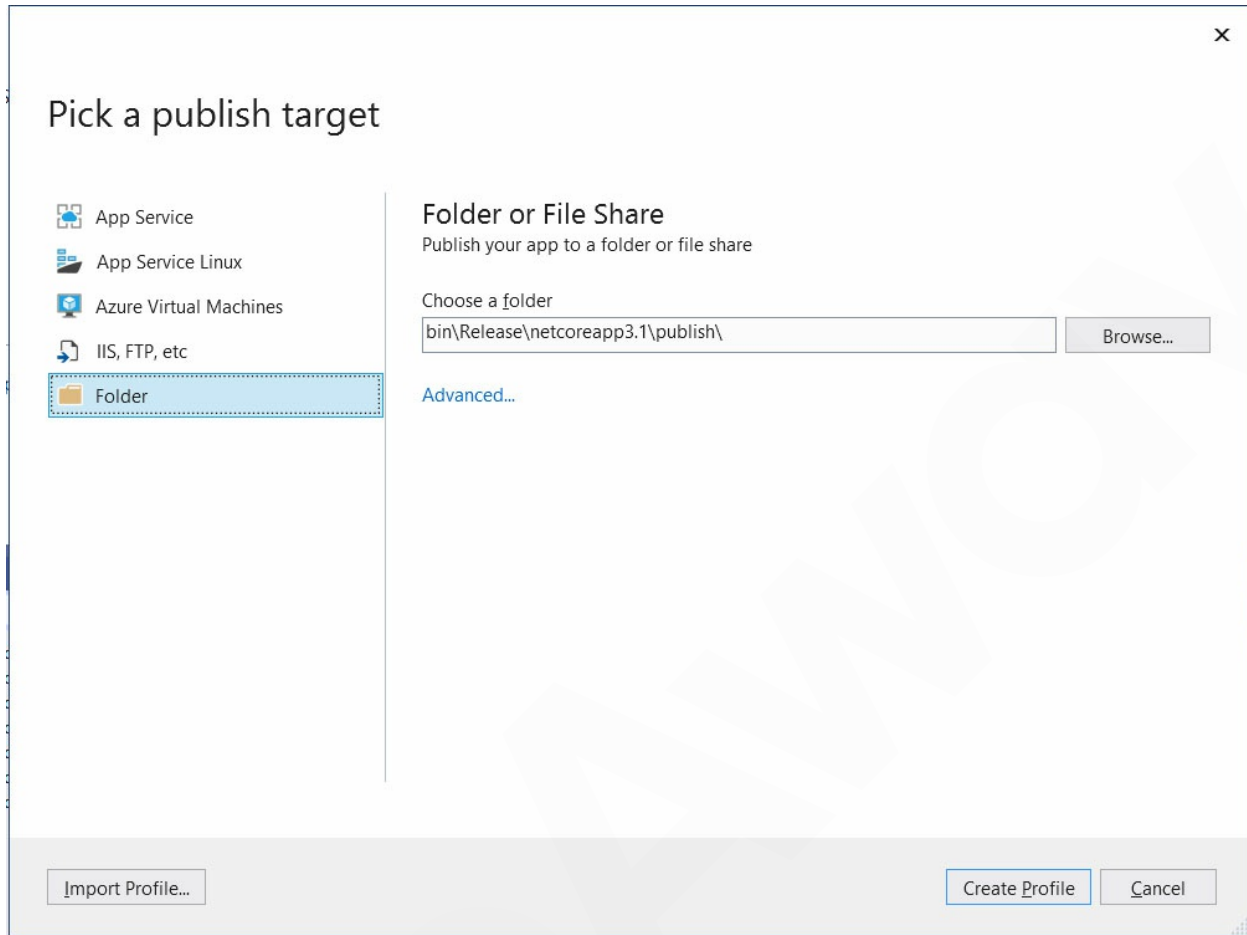 Pick a publish target
App Service
App Service Linux
Azure Virtual Machines
IIS, FTP, etc
Folder
Folder or File Share
Publish your app to a folder or file share
Choose a folder
bin\Release\netcoreapp3.1\publish\
Browse...
Advanced...
Import Profile...
Create Profile
Cancel